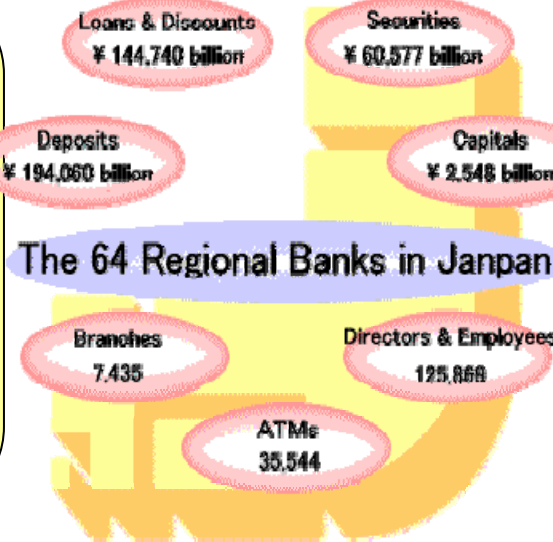 Loans & Discounts
¥ 144,740 billion
Securities
¥ 60,577 billion
Deposits
¥ 194,060 billion
Capitals
¥ 2,548 billion
The 64 Regional Banks in Janpan
Branches
7,435
Directors & Employees
125,868
ATMs
35,544